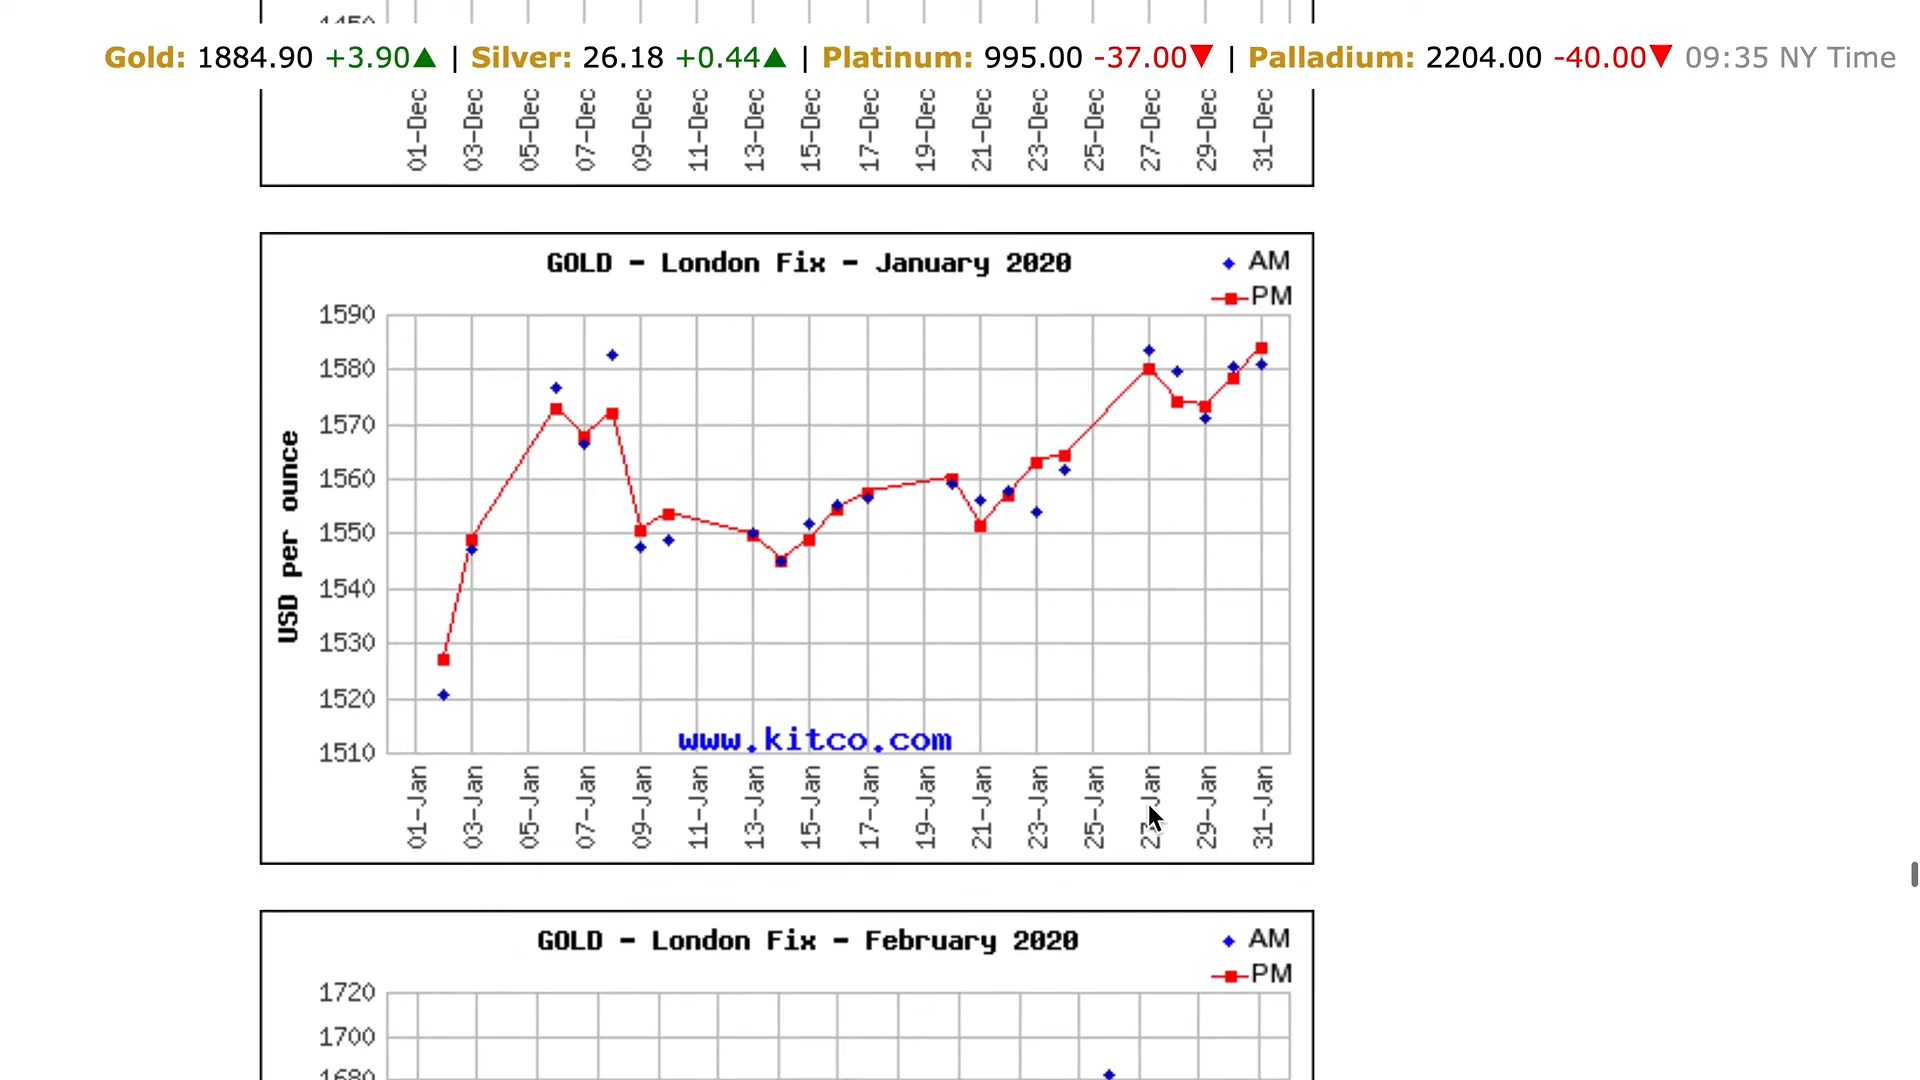 1450
Gold: 1884.90 +3.90▲ | Silver: 26.18 +0.44▲ | Platinum: 995.00 -37.00▼ | Palladium: 2204.00 -40.00▼ 09:35 NY Time
01-Dec 03-Dec 05-Dec 07-Dec 09-Dec 11-Dec 13-Dec 15-Dec 17-Dec 19-Dec 21-Dec 23-Dec 25-Dec 27-Dec 29-Dec 31-Dec
GOLD - London Fix - January 2020
AM
PM
USD per ounce
1590
1580
1570
1560
1550
1540
1530
1520
1510
www.kitco.com
01-Jan 03-Jan 05-Jan 07-Jan 09-Jan 11-Jan 13-Jan 15-Jan 17-Jan 19-Jan 21-Jan 23-Jan 25-Jan 27-Jan 29-Jan 31-Jan
GOLD - London Fix - February 2020
AM
PM
1720
1700
1680